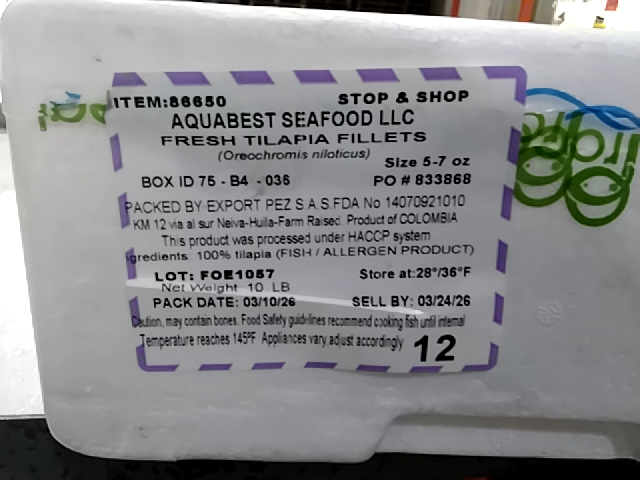 ITEM:86650 STOP & SHOP
AQUABEST SEAFOOD LLC
FRESH TILAPIA FILLETS
(Oreochromis niloticus) Size 5-7 oz
BOX ID 75 - B4 - 036 PO # 833868
PACKED BY EXPORT PEZ S.A.S.FDA No 14070921010
KM 12 via al sur Neiva-Huila-Farm Raised. Product of COLOMBIA
This product was processed under HACCP system
gredients 100% tilapia (FISH / ALLERGEN PRODUCT)
LOT: FOE1057 Store at:28°/36°F
Net Weight 10 LB
PACK DATE: 03/10/26 SELL BY: 03/24/26
Caution, may contain bones. Food Safety guidelines recommend cooking fish until internal
Temperature reaches 145ºF Appliances vary,adjust accordingly 12